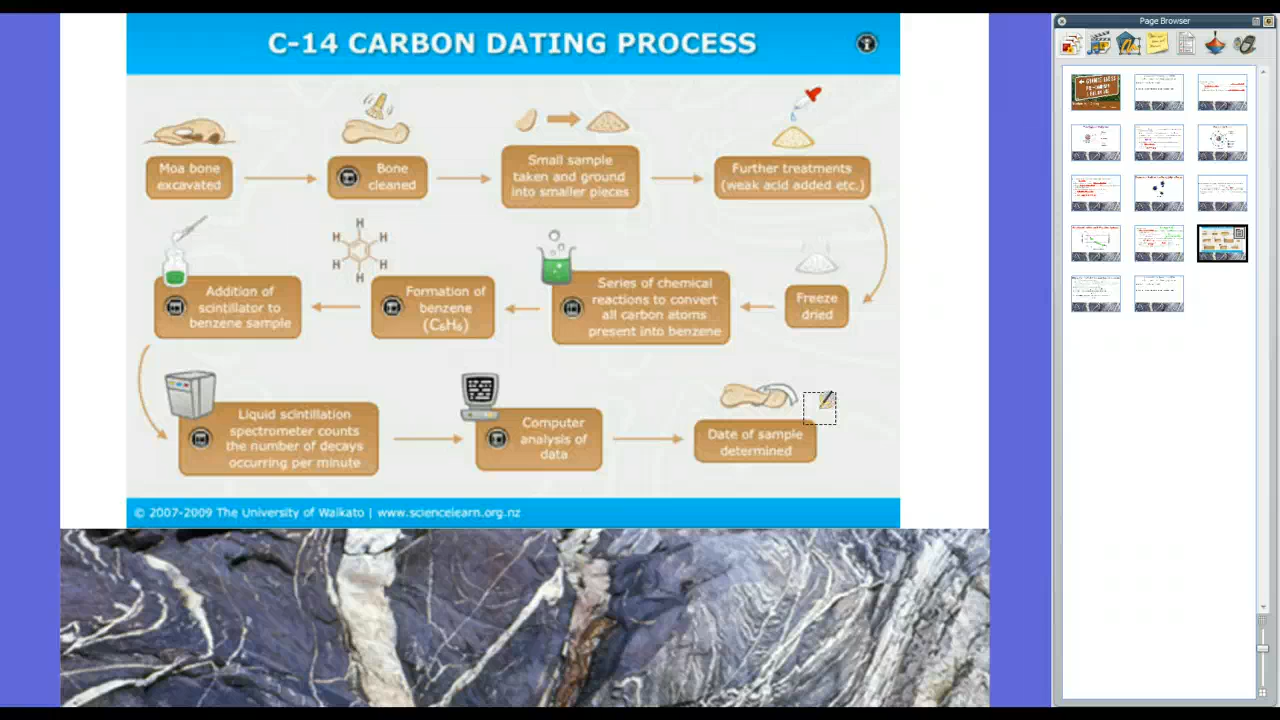 Page Browser
C-14 CARBON DATING PROCESS
Moa bone
excavated
Bone
cleaned
Small sample
taken and ground
into smaller pieces
Further treatments
(weak acid added etc.)
H
H
H
H
H
H
Addition of
scintillator to
benzene sample
Formation of
benzene
(C₆H₆)
Series of chemical
reactions to convert
all carbon atoms
present into benzene
Freeze
dried
Liquid scintillation
spectrometer counts
the number of decays
occurring per minute
Computer
analysis of
data
Date of sample
determined
© 2007-2009 The University of Waikato | www.sciencelearn.org.nz